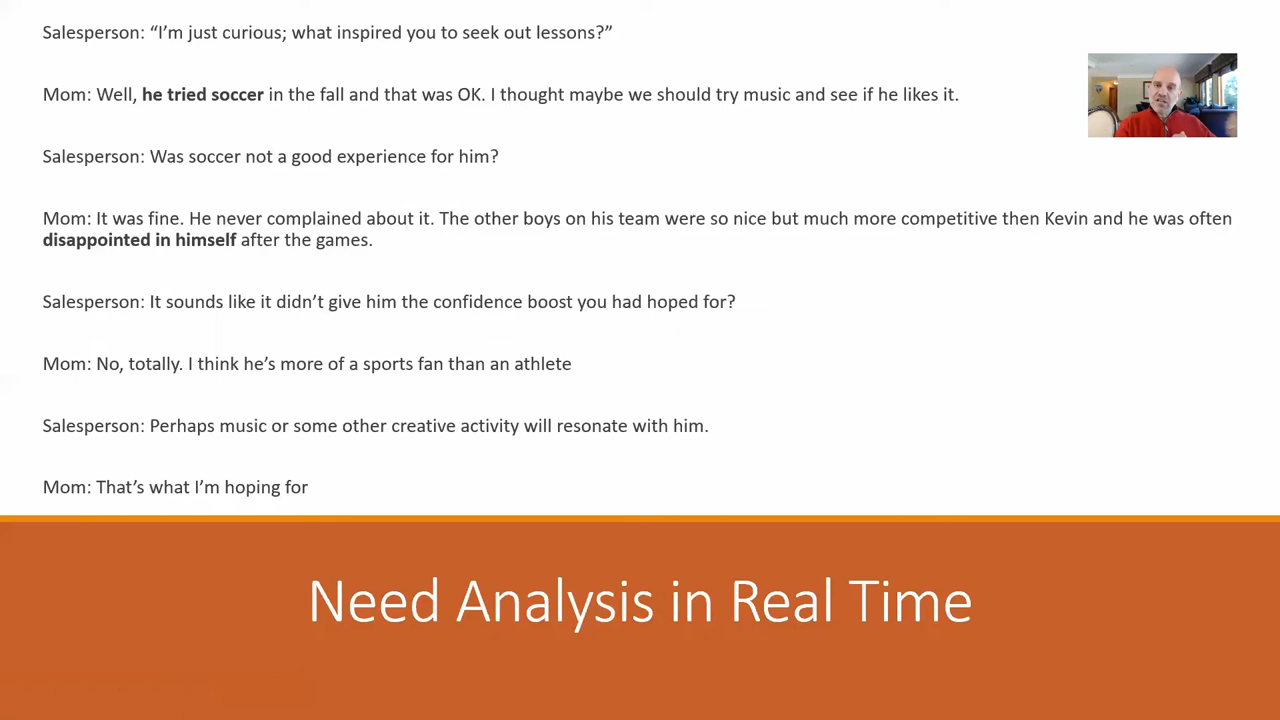 Salesperson: “I’m just curious; what inspired you to seek out lessons?”
Mom: Well, he tried soccer in the fall and that was OK. I thought maybe we should try music and see if he likes it.
Salesperson: Was soccer not a good experience for him?
Mom: It was fine. He never complained about it. The other boys on his team were so nice but much more competitive then Kevin and he was often
disappointed in himself after the games.
Salesperson: It sounds like it didn’t give him the confidence boost you had hoped for?
Mom: No, totally. I think he’s more of a sports fan than an athlete
Salesperson: Perhaps music or some other creative activity will resonate with him.
Mom: That’s what I’m hoping for
Need Analysis in Real Time